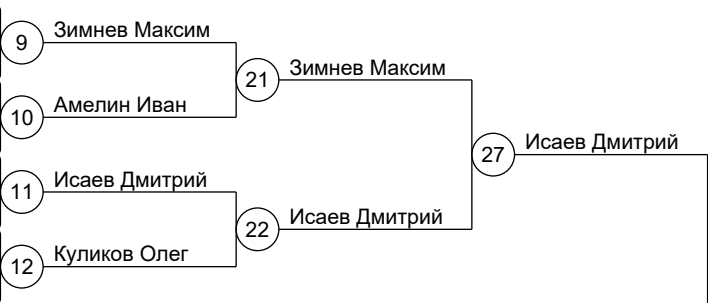 Зимнев Максим
9
Зимнев Максим
21
Амелин Иван
10
Исаев Дмитрий
27
Исаев Дмитрий
11
Исаев Дмитрий
22
Куликов Олег
12